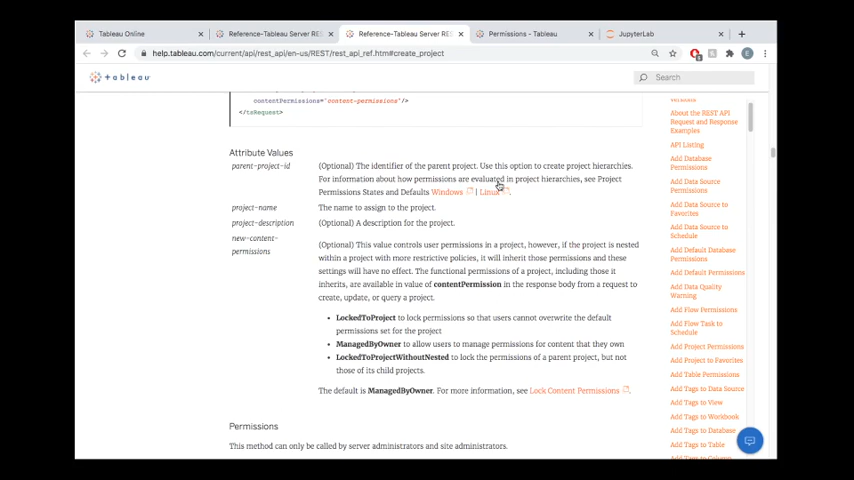 Tableau Online
Reference-Tableau Server RES
Reference-Tableau Server RES
Permissions - Tableau
JupyterLab
help.tableau.com/current/api/rest_api/en-us/REST/rest_api_ref.htm#create_project
E
+ a b l e a u
Search
contentPermissions="content-permissions"/>
</tsRequest>
Attribute Values
parent-project-id
(Optional) The identifier of the parent project. Use this option to create project hierarchies.
For information about how permissions are evaluated in project hierarchies, see Project
Permissions States and Defaults Windows | Linux.
project-name
The name to assign to the project.
project-description
(Optional) A description for the project.
new-content-
permissions
(Optional) This value controls user permissions in a project, however, if the project is nested
within a project with more restrictive policies, it will inherit those permissions and these
settings will have no effect. The functional permissions of a project, including those it
inherits, are available in value of contentPermission in the response body from a request to
create, update, or query a project.
• LockedToProject to lock permissions so that users cannot overwrite the default
permissions set for the project
• ManagedByOwner to allow users to manage permissions for content that they own
• LockedToProjectWithoutNested to lock the permissions of a parent project, but not
those of its child projects.
The default is ManagedByOwner. For more information, see Lock Content Permissions.
Permissions
This method can only be called by server administrators and site administrators.
About the REST API
Request and Response
Examples
API Listing
Add Database
Permissions
Add Data Source
Permissions
Add Data Source to
Favorites
Add Data Source to
Schedule
Add Default Database
Permissions
Add Default Permissions
Add Data Quality
Warning
Add Flow Permissions
Add Flow Task to
Schedule
Add Project Permissions
Add Project to Favorites
Add Table Permissions
Add Tags to Data Source
Add Tags to View
Add Tags to Workbook
Add Tags to Database
Add Tags to Table
Add Tags to Column